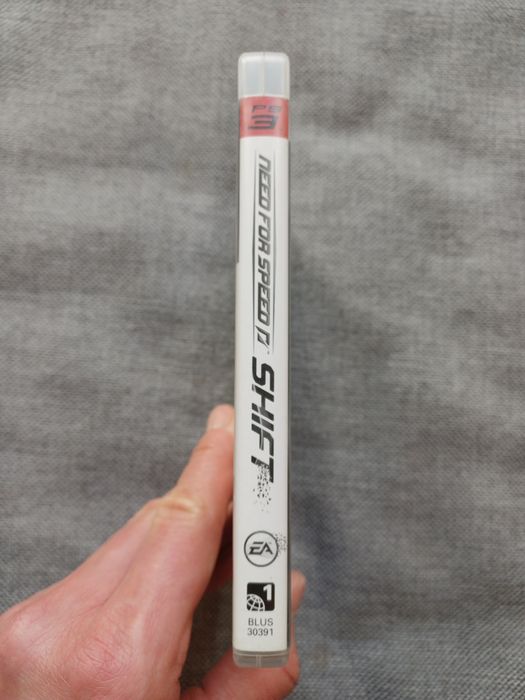 PS3
NEED FOR SPEED
SHIFT
EA
1
BLUS
30391